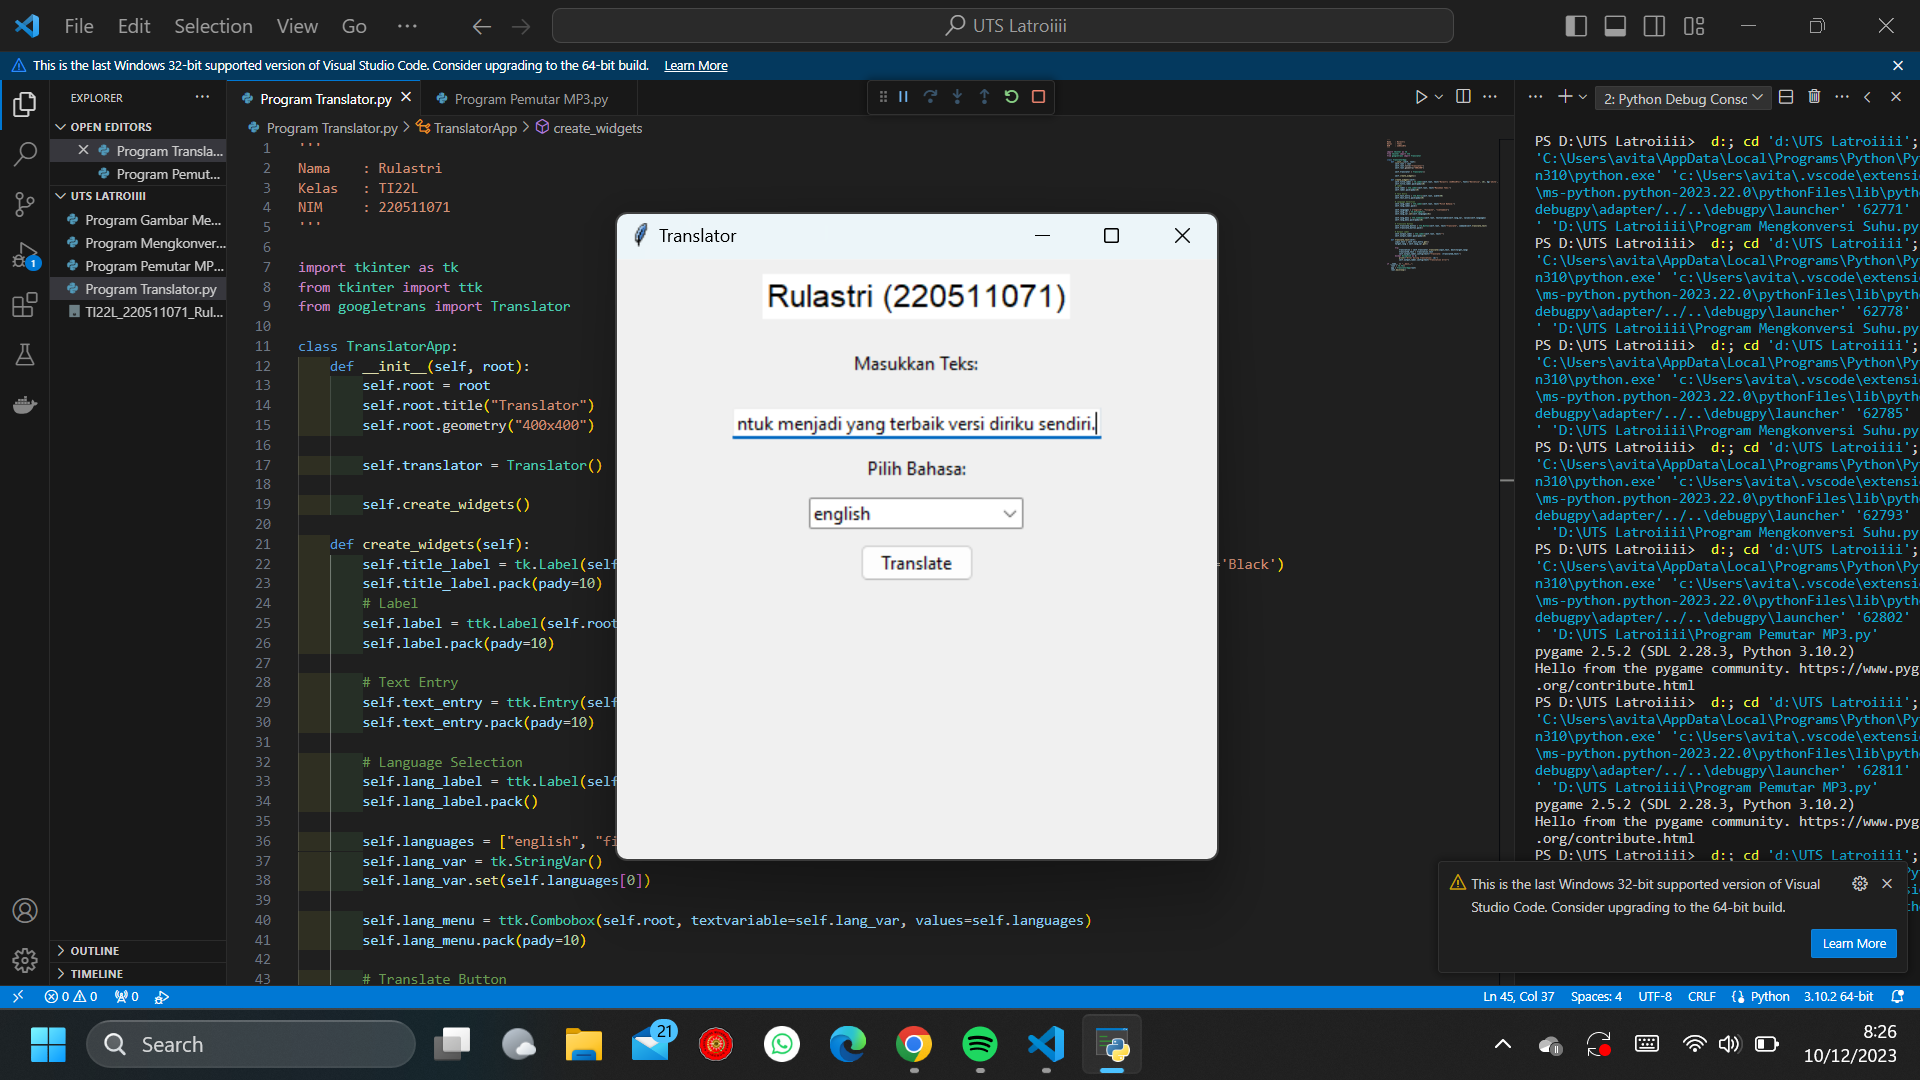 File Edit Selection View Go ··· UTS Latroiiii
This is the last Windows 32-bit supported version of Visual Studio Code. Consider upgrading to the 64-bit build. Learn More
EXPLORER ···
OPEN EDITORS
Program Transla...
Program Pemut...
UTS LATROIIII
Program Gambar Me...
Program Mengkonver...
Program Pemutar MP...
Program Translator.py
TI22L_220511071_Rul...
OUTLINE
TIMELINE
1
Program Translator.py Program Pemutar MP3.py
Program Translator.py > TranslatorApp > create_widgets
1 '''
2 Nama : Rulastri
3 Kelas : TI22L
4 NIM : 220511071
5 '''
6
7 import tkinter as tk
8 from tkinter import ttk
9 from googletrans import Translator
10
11 class TranslatorApp:
12 def __init__(self, root):
13 self.root = root
14 self.root.title("Translator")
15 self.root.geometry("400x400")
16
17 self.translator = Translator()
18
19 self.create_widgets()
20
21 def create_widgets(self):
22 self.title_label = tk.Label(self ='Black')
23 self.title_label.pack(pady=10)
24 # Label
25 self.label = ttk.Label(self.root
26 self.label.pack(pady=10)
27
28 # Text Entry
29 self.text_entry = ttk.Entry(self
30 self.text_entry.pack(pady=10)
31
32 # Language Selection
33 self.lang_label = ttk.Label(self
34 self.lang_label.pack()
35
36 self.languages = ["english", "fi
37 self.lang_var = tk.StringVar()
38 self.lang_var.set(self.languages[0])
39
40 self.lang_menu = ttk.Combobox(self.root, textvariable=self.lang_var, values=self.languages)
41 self.lang_menu.pack(pady=10)
42
43 # Translate Button
Translator
Rulastri (220511071)
Masukkan Teks:
ntuk menjadi yang terbaik versi diriku sendiri.
Pilih Bahasa:
english
Translate
2: Python Debug Consc
PS D:\UTS Latroiiii> d:; cd 'd:\UTS Latroiiii';
'C:\Users\avita\AppData\Local\Programs\Python\Py
n310\python.exe' 'c:\Users\avita\.vscode\extensi
\ms-python.python-2023.22.0\pythonFiles\lib\pyth
debugpy\adapter/../..\debugpy\launcher' '62771'
' 'D:\UTS Latroiiii\Program Mengkonversi Suhu.py
PS D:\UTS Latroiiii> d:; cd 'd:\UTS Latroiiii';
'C:\Users\avita\AppData\Local\Programs\Python\Py
n310\python.exe' 'c:\Users\avita\.vscode\extensi
\ms-python.python-2023.22.0\pythonFiles\lib\pyth
debugpy\adapter/../..\debugpy\launcher' '62778'
' 'D:\UTS Latroiiii\Program Mengkonversi Suhu.py
PS D:\UTS Latroiiii> d:; cd 'd:\UTS Latroiiii';
'C:\Users\avita\AppData\Local\Programs\Python\Py
n310\python.exe' 'c:\Users\avita\.vscode\extensi
\ms-python.python-2023.22.0\pythonFiles\lib\pyth
debugpy\adapter/../..\debugpy\launcher' '62785'
' 'D:\UTS Latroiiii\Program Mengkonversi Suhu.py
PS D:\UTS Latroiiii> d:; cd 'd:\UTS Latroiiii';
'C:\Users\avita\AppData\Local\Programs\Python\Py
n310\python.exe' 'c:\Users\avita\.vscode\extensi
\ms-python.python-2023.22.0\pythonFiles\lib\pyth
debugpy\adapter/../..\debugpy\launcher' '62793'
' 'D:\UTS Latroiiii\Program Mengkonversi Suhu.py
PS D:\UTS Latroiiii> d:; cd 'd:\UTS Latroiiii';
'C:\Users\avita\AppData\Local\Programs\Python\Py
n310\python.exe' 'c:\Users\avita\.vscode\extensi
\ms-python.python-2023.22.0\pythonFiles\lib\pyth
debugpy\adapter/../..\debugpy\launcher' '62802'
' 'D:\UTS Latroiiii\Program Pemutar MP3.py'
pygame 2.5.2 (SDL 2.28.3, Python 3.10.2)
Hello from the pygame community. https://www.pyg
.org/contribute.html
PS D:\UTS Latroiiii> d:; cd 'd:\UTS Latroiiii';
'C:\Users\avita\AppData\Local\Programs\Python\Py
n310\python.exe' 'c:\Users\avita\.vscode\extensi
\ms-python.python-2023.22.0\pythonFiles\lib\pyth
debugpy\adapter/../..\debugpy\launcher' '62811'
' 'D:\UTS Latroiiii\Program Pemutar MP3.py'
pygame 2.5.2 (SDL 2.28.3, Python 3.10.2)
Hello from the pygame community. https://www.pyg
.org/contribute.html
PS D:\UTS Latroiiii> d:; cd 'd:\UTS Latroiiii';
This is the last Windows 32-bit supported version of Visual
Studio Code. Consider upgrading to the 64-bit build.
Learn More
0 0 0 Ln 45, Col 37 Spaces: 4 UTF-8 CRLF Python 3.10.2 64-bit
Search 21 8:26
10/12/2023